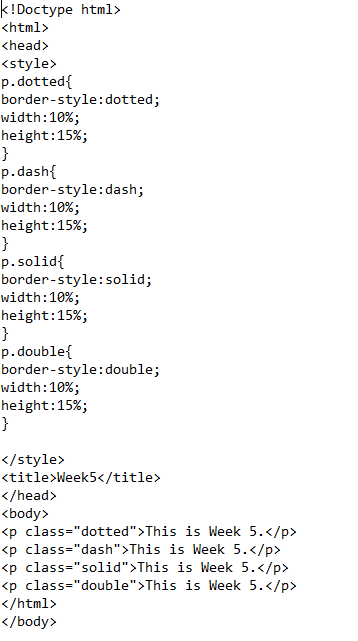 <!Doctype html>
<html>
<head>
<style>
p.dotted{
border-style:dotted;
width:10%;
height:15%;
}
p.dash{
border-style:dash;
width:10%;
height:15%;
}
p.solid{
border-style:solid;
width:10%;
height:15%;
}
p.double{
border-style:double;
width:10%;
height:15%;
}

</style>
<title>Week5</title>
</head>
<body>
<p class="dotted">This is Week 5.</p>
<p class="dash">This is Week 5.</p>
<p class="solid">This is Week 5.</p>
<p class="double">This is Week 5.</p>
</html>
</body>